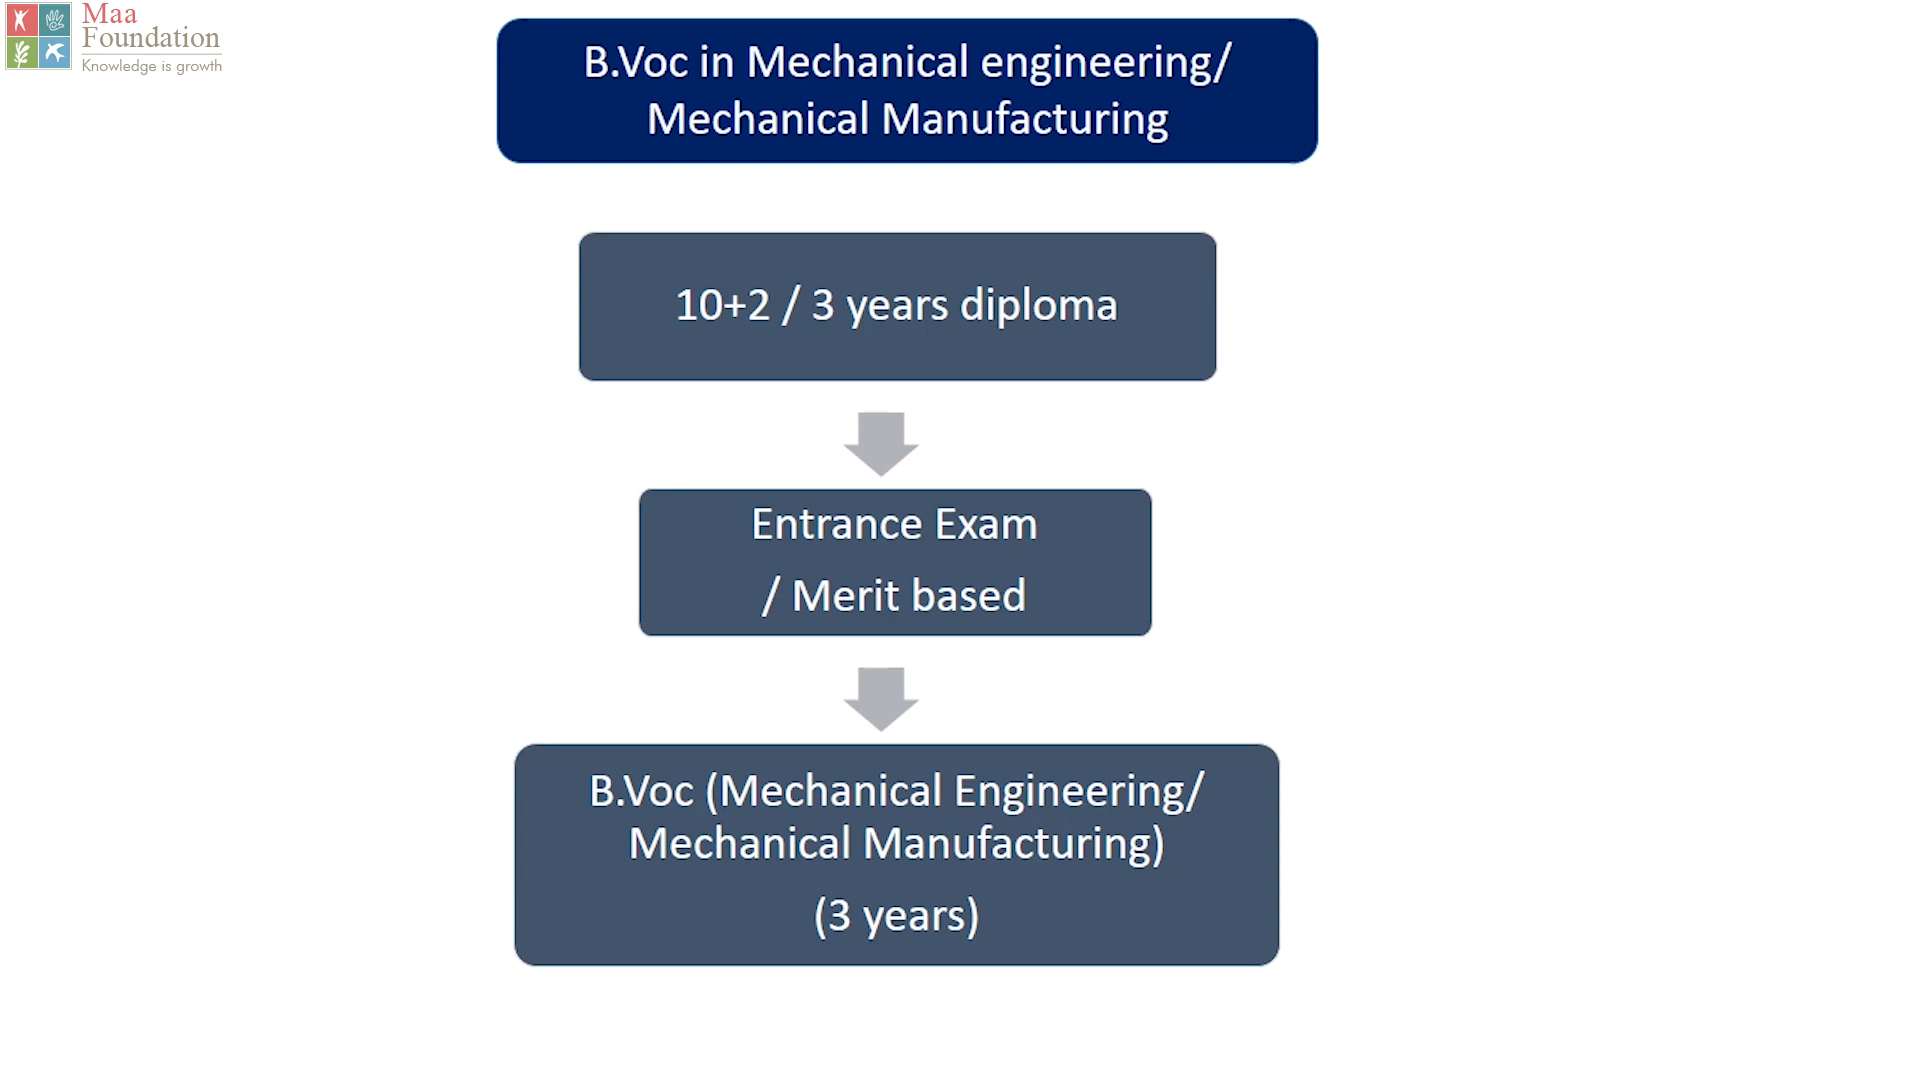 Maa
Foundation
Knowledge is growth
B.Voc in Mechanical engineering/
Mechanical Manufacturing
10+2 / 3 years diploma
Entrance Exam
/ Merit based
B.Voc (Mechanical Engineering/
Mechanical Manufacturing)
(3 years)